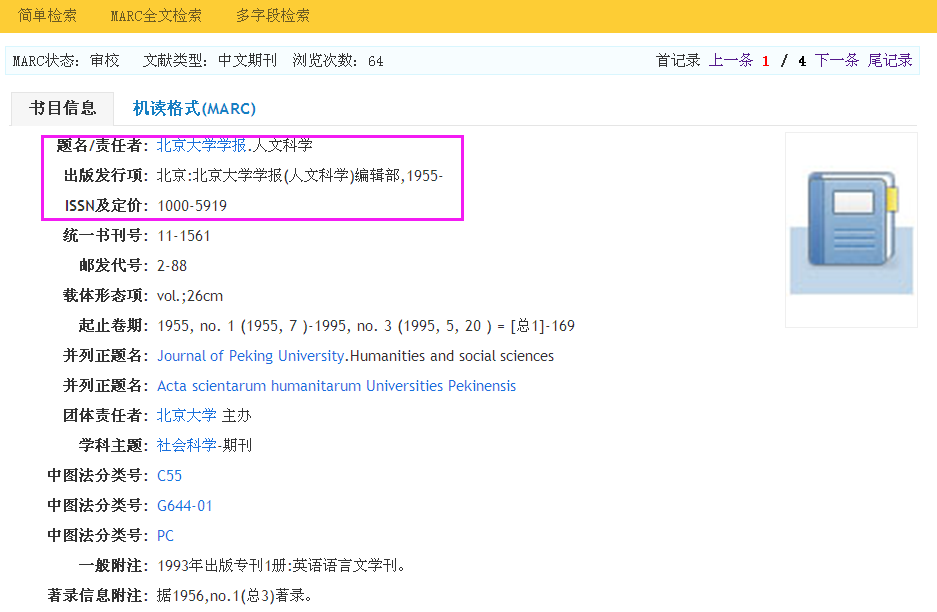 简单检索 MARC全文检索 多字段检索
MARC状态：审校 文献类型：中文期刊 浏览次数：64 首记录 上一条 1 / 4 下一条 尾记录
书目信息 机读格式(MARC)
题名/责任者：北京大学学报.人文科学
出版发行项：北京:北京大学学报(人文科学)编辑部,1955-
ISSN及定价：1000-5919
统一书刊号：11-1561
邮发代号：2-88
载体形态项：vol.;26cm
起止卷期：1955, no. 1 (1955, 7 )-1995, no. 3 (1995, 5, 20 ) = [总1]-169
并列正题名：Journal of Peking University.Humanities and social sciences
并列正题名：Acta scientarum humanitarum Universities Pekinensis
团体责任者：北京大学 主办
学科主题：社会科学-期刊
中图法分类号：C55
中图法分类号：G644-01
中图法分类号：PC
一般附注：1993年出版专刊1册:英语语言文学刊。
著录信息附注：据1956,no.1(总3)著录。